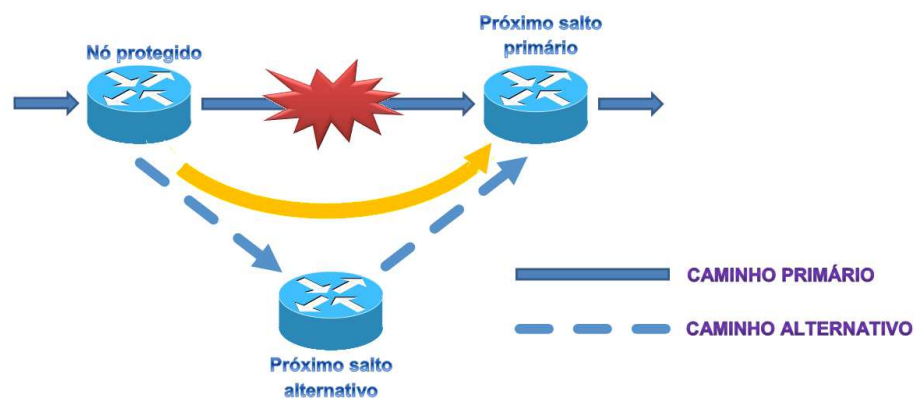 Próximo salto
primário
Nó protegido
CAMINHO PRIMÁRIO
CAMINHO ALTERNATIVO
Próximo salto
alternativo